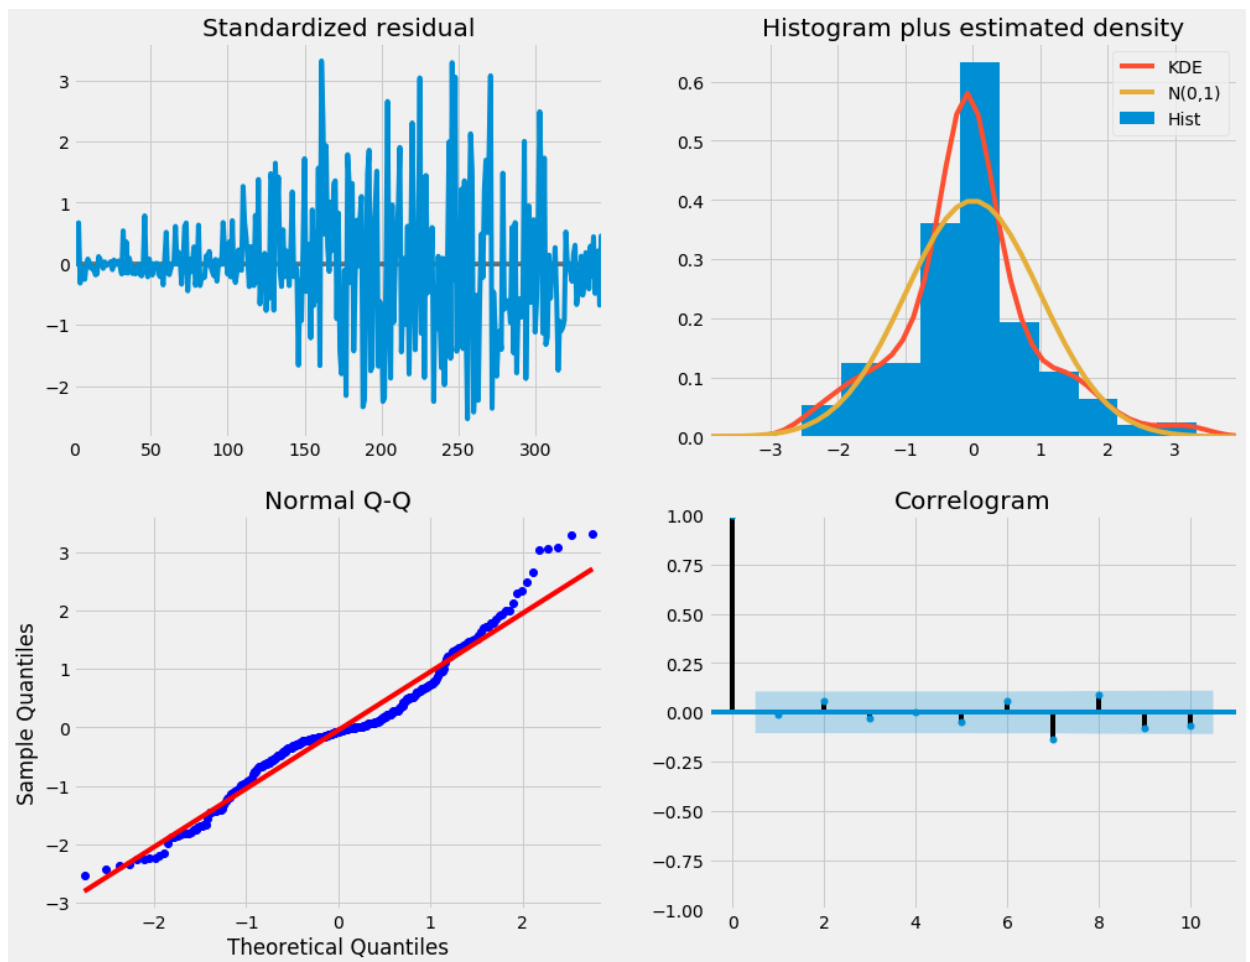 Standardized residual
3
2
1
0
−1
−2
0 50 100 150 200 250 300
Histogram plus estimated density
KDE
N(0,1)
Hist
0.6
0.5
0.4
0.3
0.2
0.1
0.0
−3 −2 −1 0 1 2 3
Normal Q-Q
Sample Quantiles
3
2
1
0
−1
−2
−3
−2 −1 0 1 2
Theoretical Quantiles
Correlogram
1.00
0.75
0.50
0.25
0.00
−0.25
−0.50
−0.75
−1.00
0 2 4 6 8 10